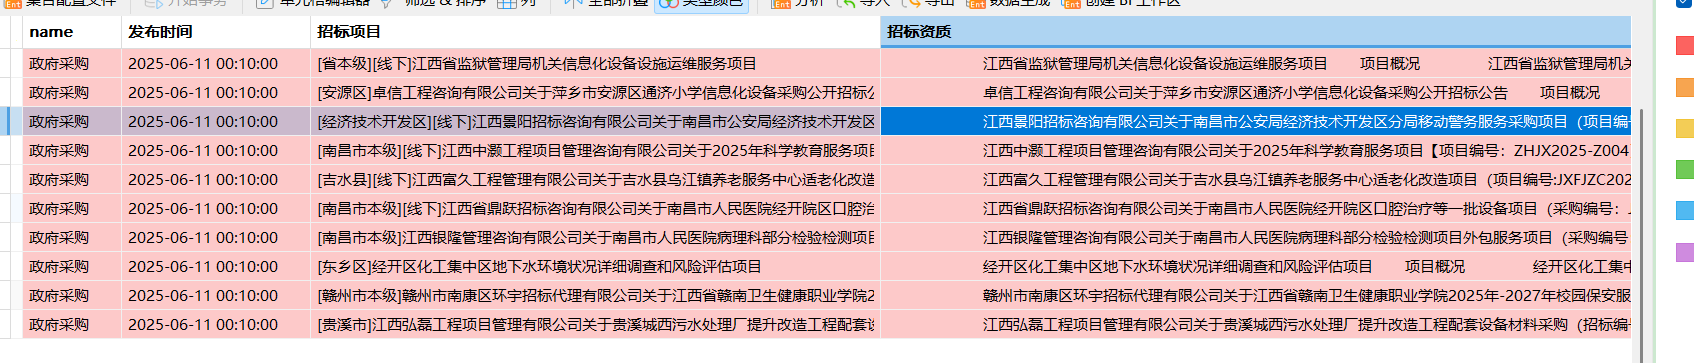 集合配置文件 开始事务 单元格编辑器 筛选 & 排序 列 全部折叠 类型颜色 分析 导入 导出 数据生成 创建 BI 工作区
name 发布时间 招标项目 招标资质
政府采购 2025-06-11 00:10:00 [省本级][线下]江西省监狱管理局机关信息化设备设施运维服务项目 江西省监狱管理局机关信息化设备设施运维服务项目 项目概况 江西省监狱管理局机关
政府采购 2025-06-11 00:10:00 [安源区]卓信工程咨询有限公司关于萍乡市安源区通济小学信息化设备采购公开招标公 卓信工程咨询有限公司关于萍乡市安源区通济小学信息化设备采购公开招标公告 项目概况
政府采购 2025-06-11 00:10:00 [经济技术开发区][线下]江西景阳招标咨询有限公司关于南昌市公安局经济技术开发区 江西景阳招标咨询有限公司关于南昌市公安局经济技术开发区分局移动警务服务采购项目（项目编
政府采购 2025-06-11 00:10:00 [南昌市本级][线下]江西中灏工程项目管理咨询有限公司关于2025年科学教育服务项目 江西中灏工程项目管理咨询有限公司关于2025年科学教育服务项目【项目编号：ZHJX2025-Z004
政府采购 2025-06-11 00:10:00 [吉水县][线下]江西富久工程管理有限公司关于吉水县乌江镇养老服务中心适老化改造 江西富久工程管理有限公司关于吉水县乌江镇养老服务中心适老化改造项目（项目编号:JXFJZC202
政府采购 2025-06-11 00:10:00 [南昌市本级][线下]江西省鼎跃招标咨询有限公司关于南昌市人民医院经开院区口腔治 江西省鼎跃招标咨询有限公司关于南昌市人民医院经开院区口腔治疗等一批设备项目（采购编号：
政府采购 2025-06-11 00:10:00 [南昌市本级]江西银隆管理咨询有限公司关于南昌市人民医院病理科部分检验检测项目 江西银隆管理咨询有限公司关于南昌市人民医院病理科部分检验检测项目外包服务项目（采购编号
政府采购 2025-06-11 00:10:00 [东乡区]经开区化工集中区地下水环境状况详细调查和风险评估项目 经开区化工集中区地下水环境状况详细调查和风险评估项目 项目概况 经开区化工集中
政府采购 2025-06-11 00:10:00 [赣州市本级]赣州市南康区环宇招标代理有限公司关于江西省赣南卫生健康职业学院2 赣州市南康区环宇招标代理有限公司关于江西省赣南卫生健康职业学院2025年-2027年校园保安服
政府采购 2025-06-11 00:10:00 [贵溪市]江西弘磊工程项目管理有限公司关于贵溪城西污水处理厂提升改造工程配套设 江西弘磊工程项目管理有限公司关于贵溪城西污水处理厂提升改造工程配套设备材料采购（招标编